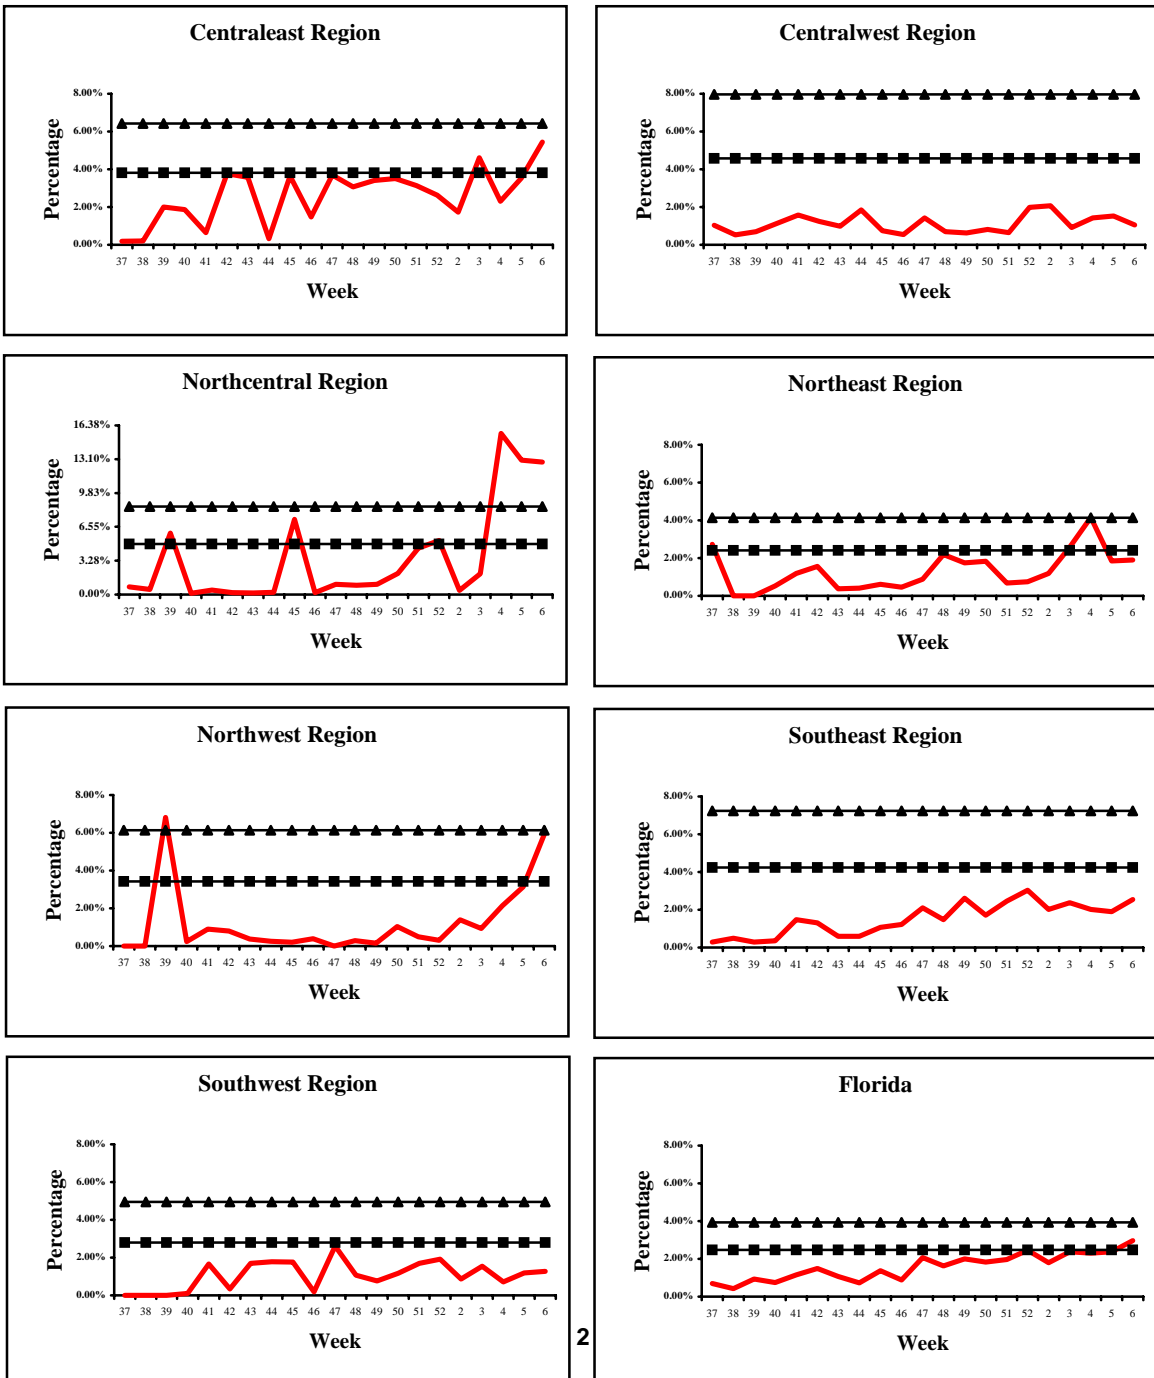 Centraleast Region
Percentage
8.00%
6.00%
4.00%
2.00%
0.00%
37 38 39 40 41 42 43 44 45 46 47 48 49 50 51 52 2 3 4 5 6
Week
Centralwest Region
Percentage
8.00%
6.00%
4.00%
2.00%
0.00%
37 38 39 40 41 42 43 44 45 46 47 48 49 50 51 52 2 3 4 5 6
Week
Northcentral Region
Percentage
16.38%
13.10%
9.83%
6.55%
3.28%
0.00%
37 38 39 40 41 42 43 44 45 46 47 48 49 50 51 52 2 3 4 5 6
Week
Northeast Region
Percentage
8.00%
6.00%
4.00%
2.00%
0.00%
37 38 39 40 41 42 43 44 45 46 47 48 49 50 51 52 2 3 4 5 6
Week
Northwest Region
Percentage
8.00%
6.00%
4.00%
2.00%
0.00%
37 38 39 40 41 42 43 44 45 46 47 48 49 50 51 52 2 3 4 5 6
Week
Southeast Region
Percentage
8.00%
6.00%
4.00%
2.00%
0.00%
37 38 39 40 41 42 43 44 45 46 47 48 49 50 51 52 2 3 4 5 6
Week
Southwest Region
Percentage
8.00%
6.00%
4.00%
2.00%
0.00%
37 38 39 40 41 42 43 44 45 46 47 48 49 50 51 52 2 3 4 5 6
Week
Florida
Percentage
8.00%
6.00%
4.00%
2.00%
0.00%
37 38 39 40 41 42 43 44 45 46 47 48 49 50 51 52 2 3 4 5 6
Week
2